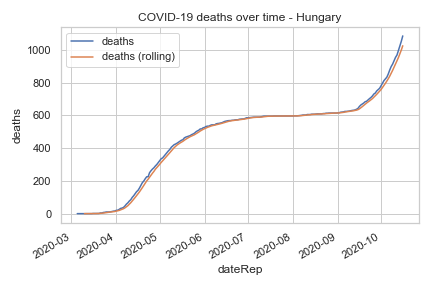 COVID-19 deaths over time - Hungary
deaths
deaths (rolling)
deaths
1000
800
600
400
200
0
2020-03
2020-04
2020-05
2020-06
2020-07
2020-08
2020-09
2020-10
dateRep